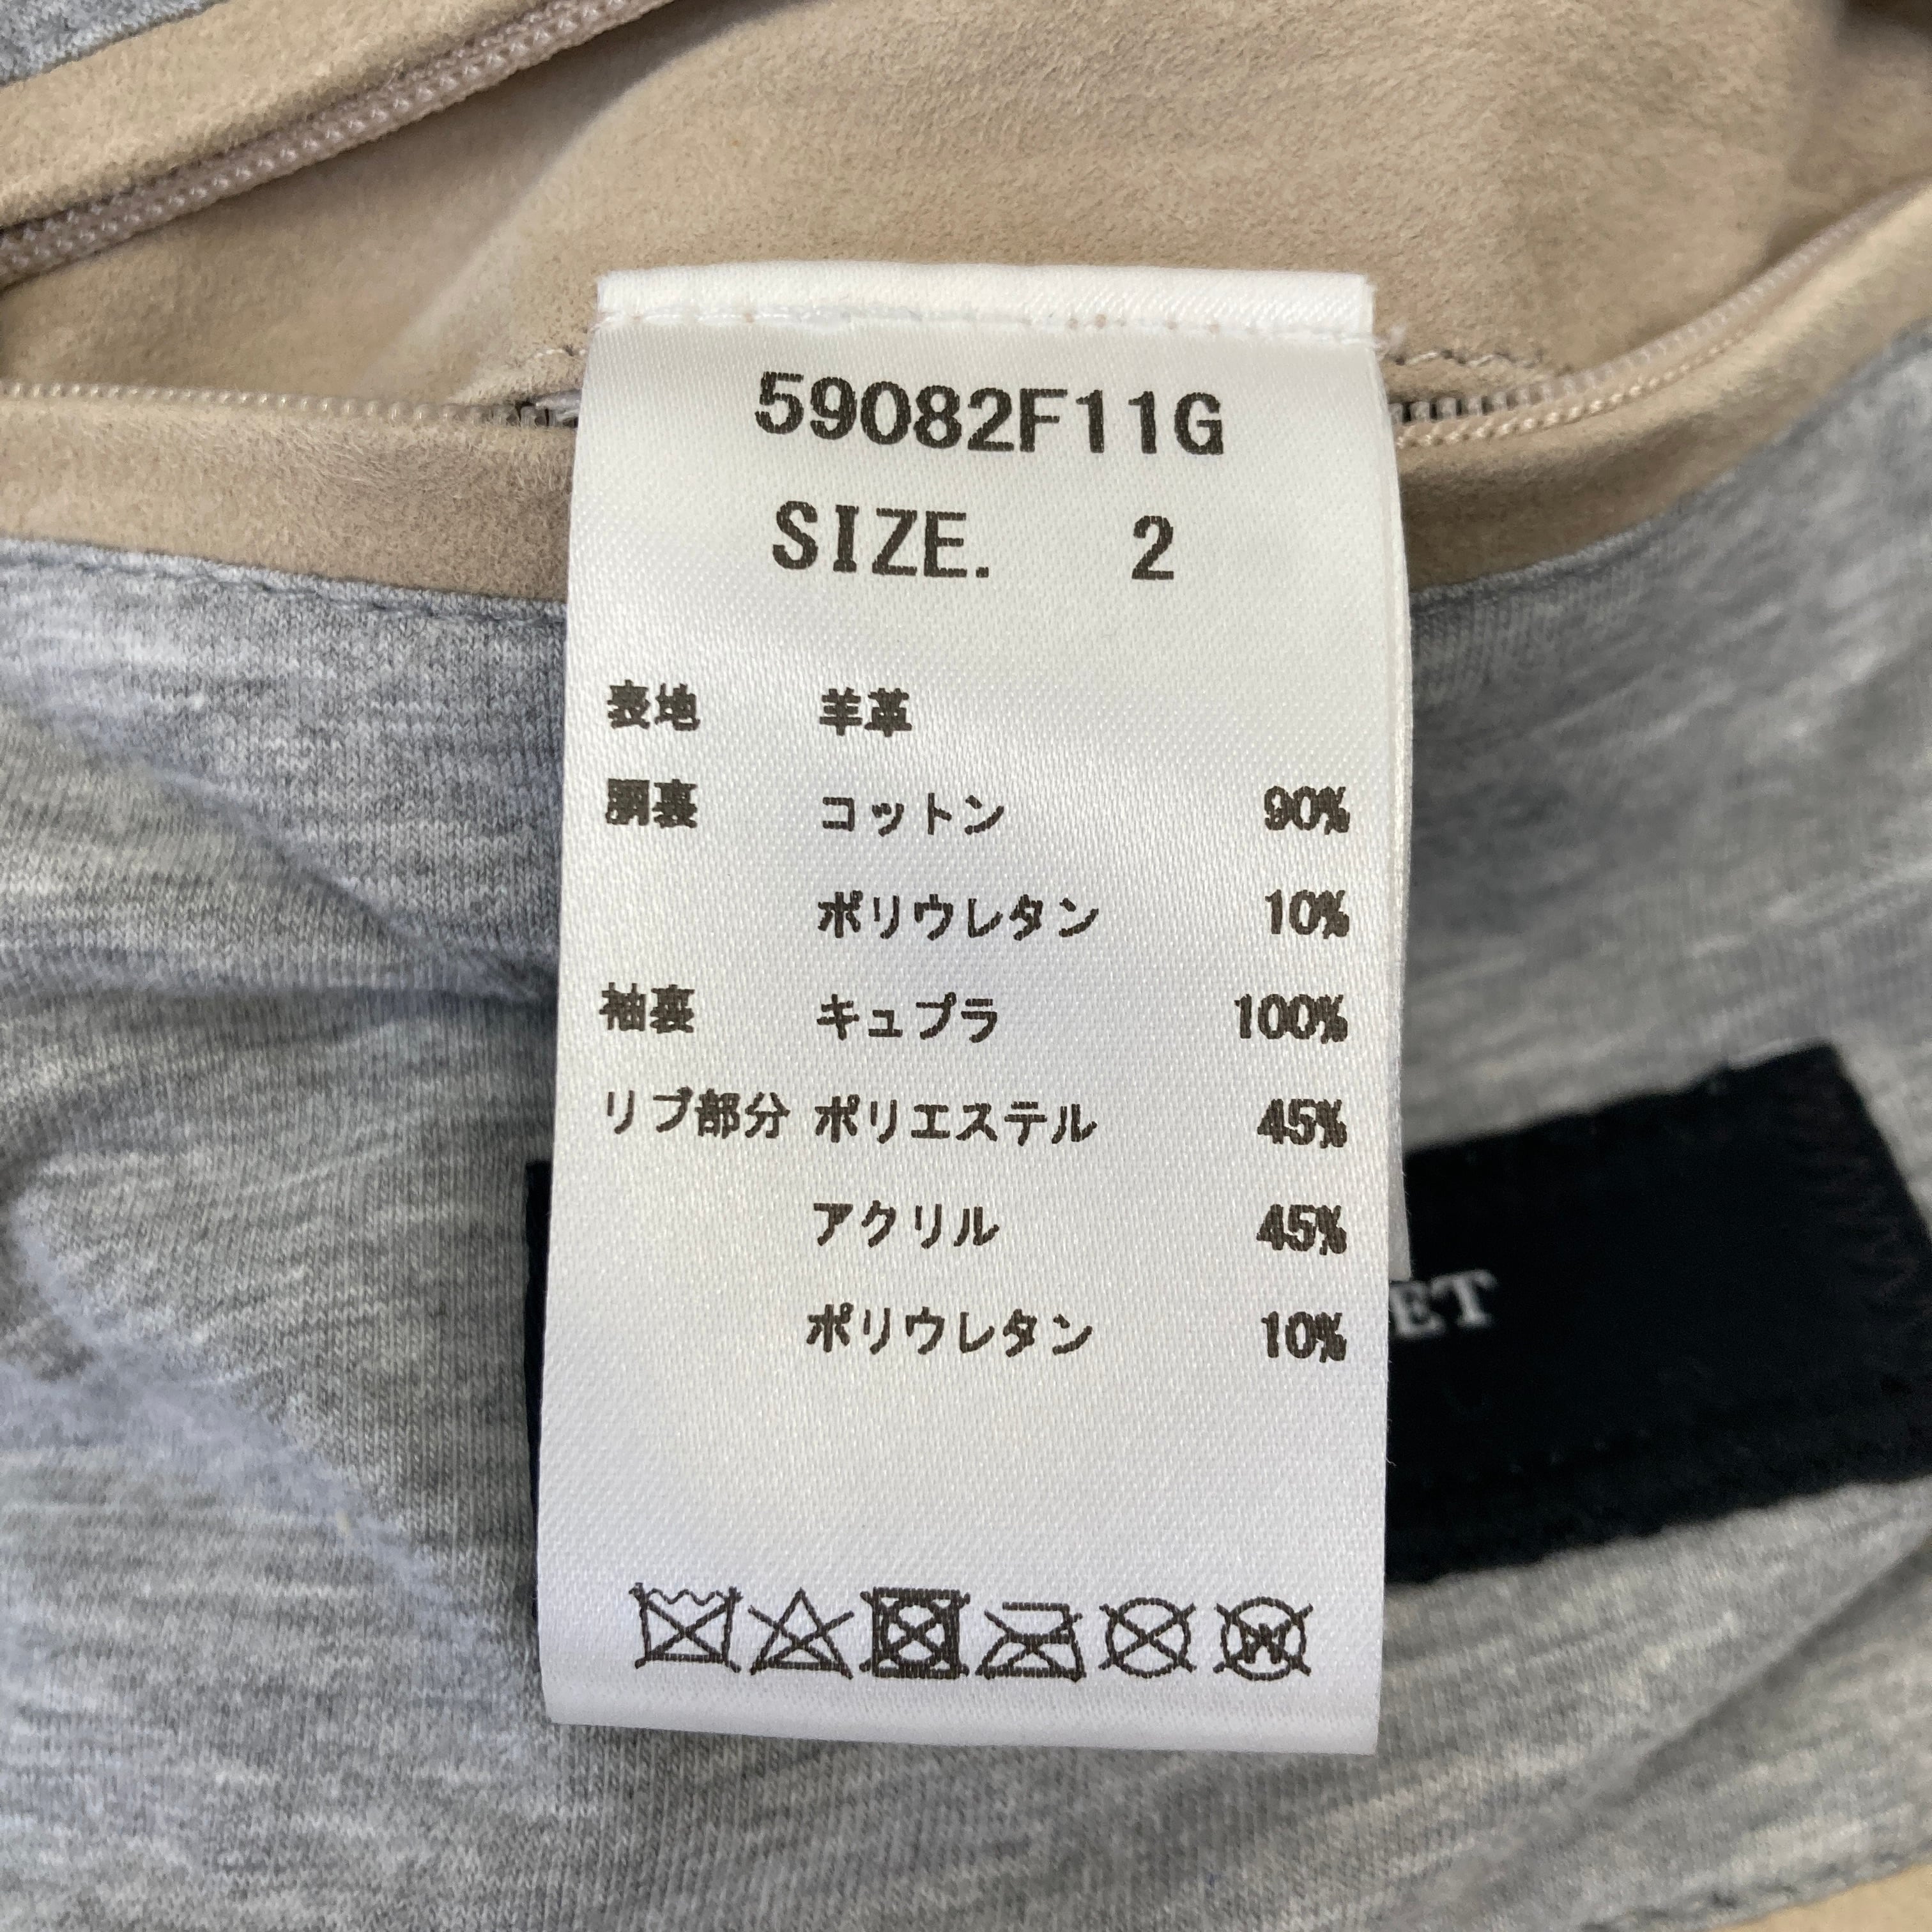 59082F11G
SIZE. 2
表地 羊革
胴裏 コットン 90%
ポリウレタン 10%
袖裏 キュプラ 100%
リブ部分 ポリエステル 45%
アクリル 45%
ポリウレタン 10%
ET
W